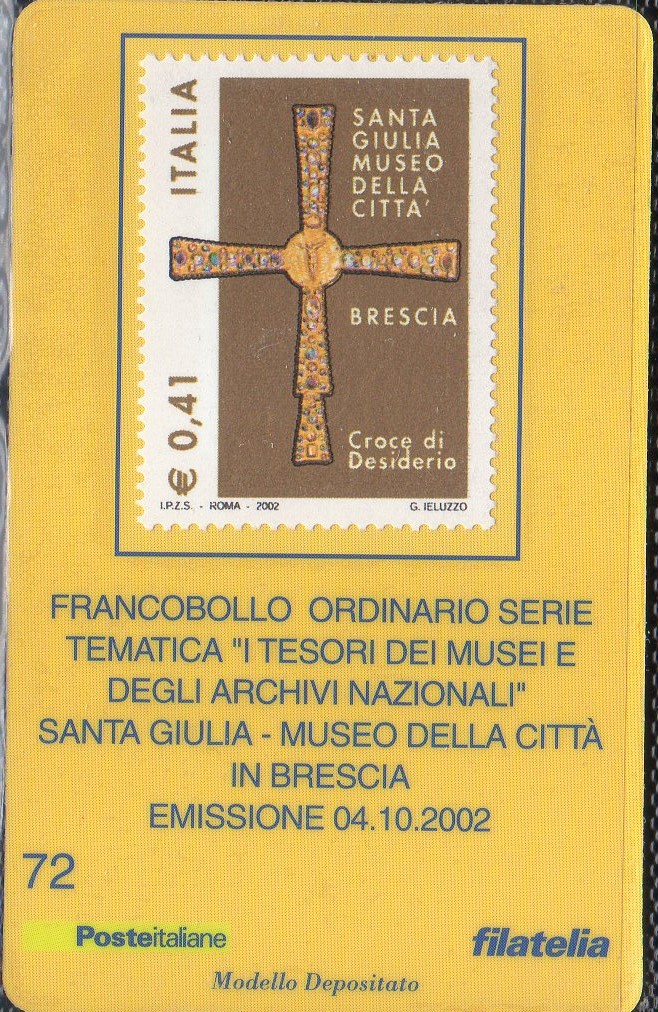 ITALIA
€ 0,41
SANTA
GIULIA
MUSEO
DELLA
CITTA'
BRESCIA
Croce di
Desiderio
I.P.Z.S. - ROMA - 2002
G. IELUZZO
FRANCOBOLLO ORDINARIO SERIE
TEMATICA "I TESORI DEI MUSEI E
DEGLI ARCHIVI NAZIONALI"
SANTA GIULIA - MUSEO DELLA CITTÀ
IN BRESCIA
EMISSIONE 04.10.2002
72
Posteitaliane
filatelia
Modello Depositato